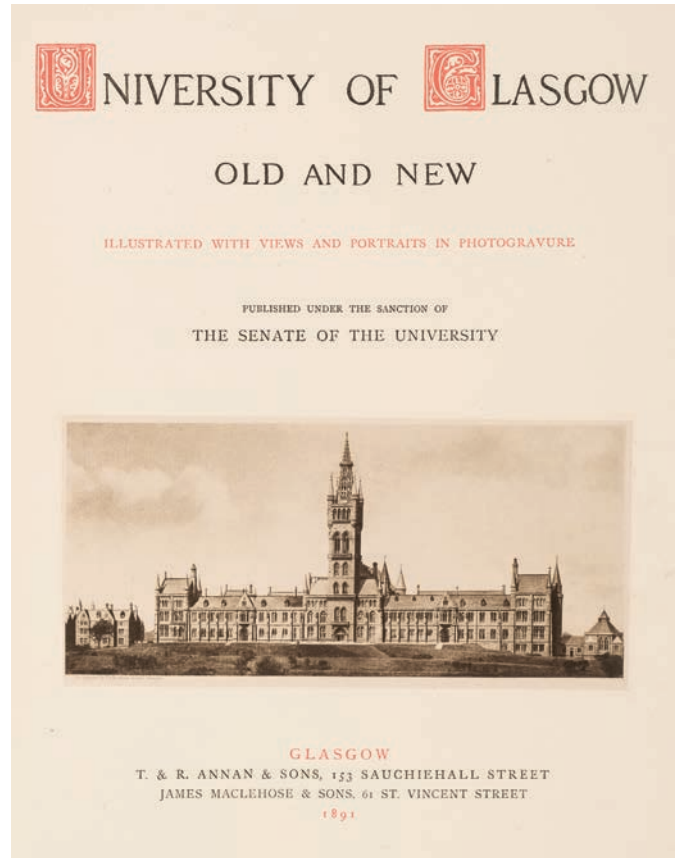 UNIVERSITY OF GLASGOW
OLD AND NEW
ILLUSTRATED WITH VIEWS AND PORTRAITS IN PHOTOGRAVURE
PUBLISHED UNDER THE SANCTION OF
THE SENATE OF THE UNIVERSITY
GLASGOW
T. & R. ANNAN & SONS, 153 SAUCHIEHALL STREET
JAMES MACLEHOSE & SONS, 61 ST. VINCENT STREET
1891